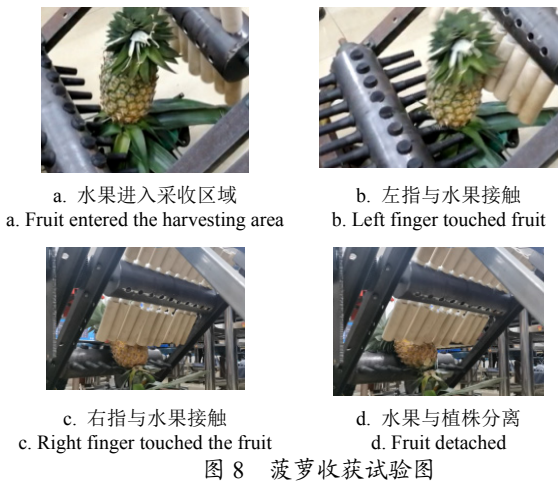 a. 水果进入采收区域
a. Fruit entered the harvesting area
b. 左指与水果接触
b. Left finger touched fruit
c. 右指与水果接触
c. Right finger touched the fruit
d. 水果与植株分离
d. Fruit detached
图 8 菠萝收获试验图